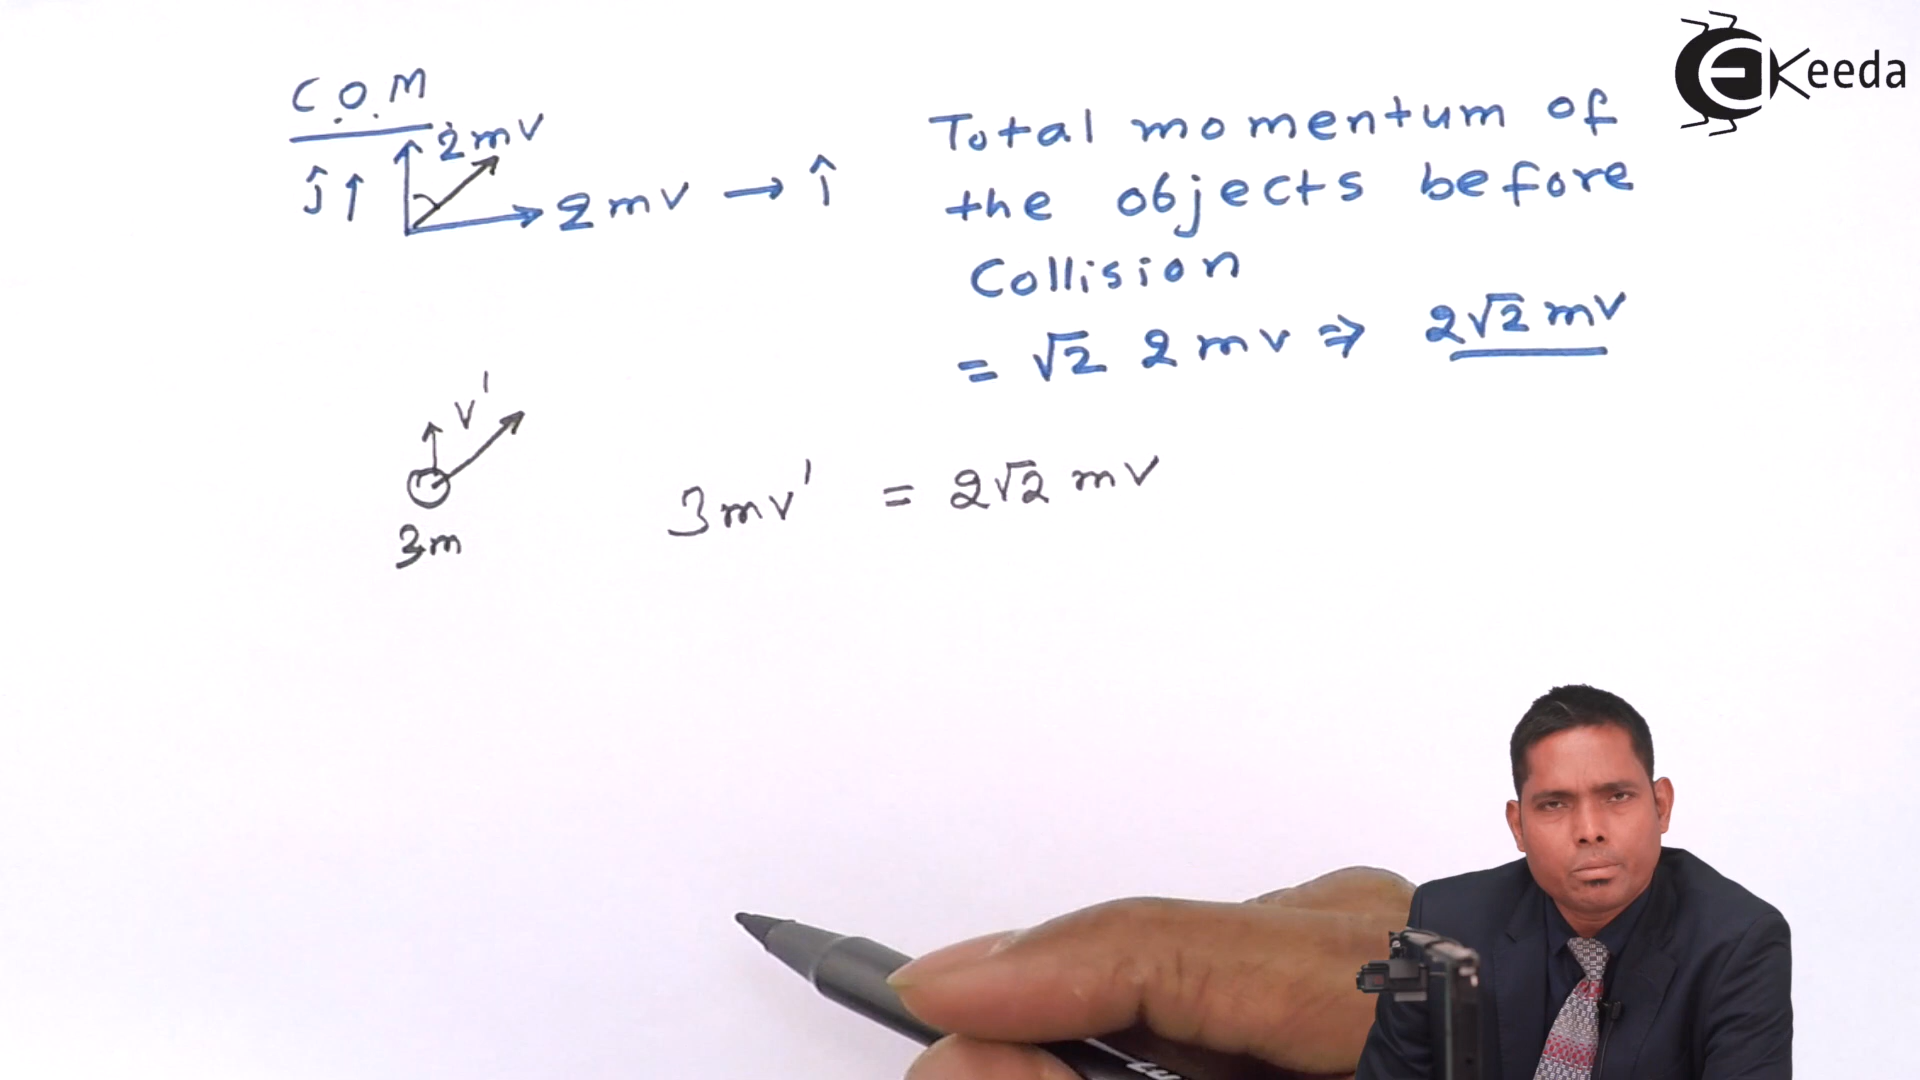 C.O.M
ĵ ↑ 2mv
2mv → î
Total momentum of
the objects before
Collision
= √2 2mv ⇒ 2√2 mv
v'
3m
3mv' = 2√2 mv
EKeeda